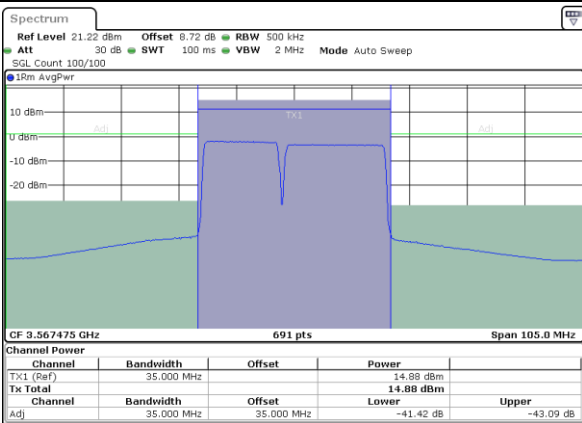 Spectrum
Ref Level 21.22 dBm Offset 8.72 dB RBW 500 kHz
Att 30 dB SWT 100 ms VBW 2 MHz Mode Auto Sweep
SGL Count 100/100
1Rm AvgPwr
10 dBm
TX1
Adj Adj
0 dBm
-10 dBm
-20 dBm
CF 3.567475 GHz 691 pts Span 105.0 MHz
Channel Power
Channel Bandwidth Offset Power
TX1 (Ref) 35.000 MHz 14.88 dBm
Tx Total 14.88 dBm
Channel Bandwidth Offset Lower Upper
Adj 35.000 MHz 35.000 MHz -41.42 dB -43.09 dB